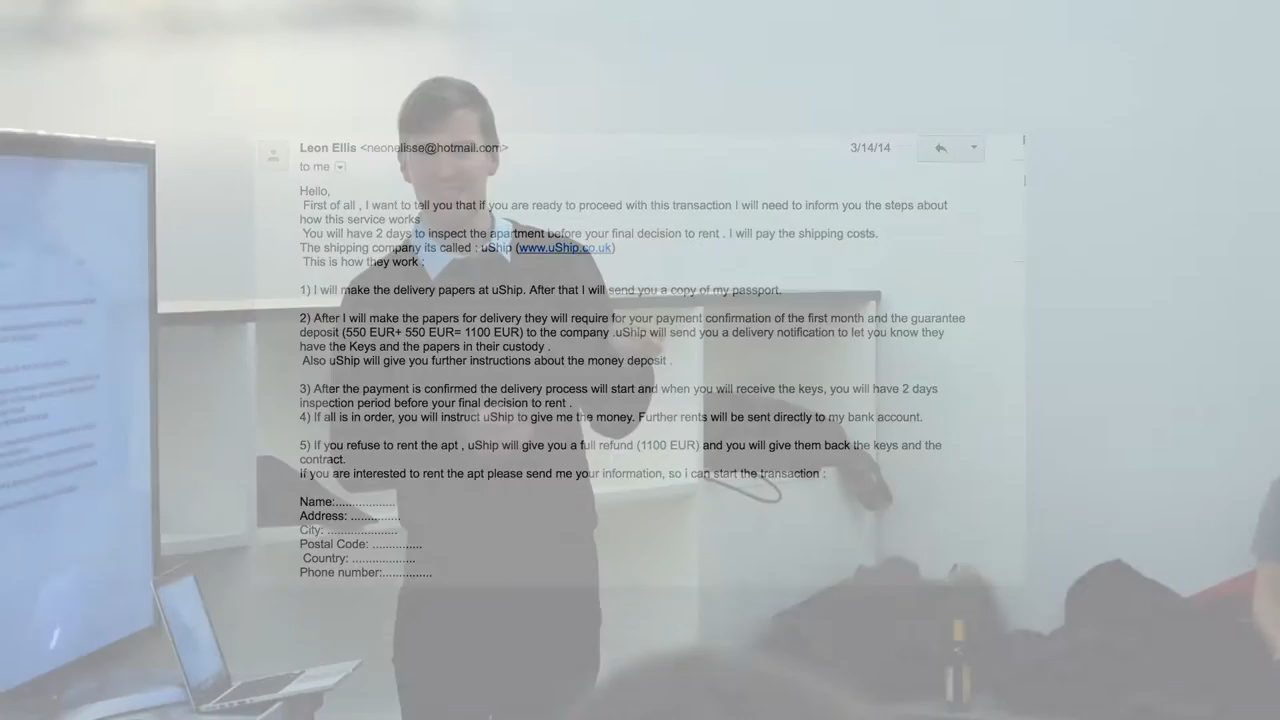 Leon Ellis <neonelisse@hotmail.com>
3/14/14
to me
Hello,
First of all , I want to tell you that if you are ready to proceed with this transaction I will need to inform you the steps about
how this service works
You will have 2 days to inspect the apartment before your final decision to rent . I will pay the shipping costs.
The shipping company its called : uShip (www.uShip.co.uk)
This is how they work :
1) I will make the delivery papers at uShip. After that I will send you a copy of my passport.
2) After I will make the papers for delivery they will require for your payment confirmation of the first month and the guarantee
deposit (550 EUR+ 550 EUR= 1100 EUR) to the company .uShip will send you a delivery notification to let you know they
have the Keys and the papers in their custody .
Also uShip will give you further instructions about the money deposit .
3) After the payment is confirmed the delivery process will start and when you will receive the keys, you will have 2 days
inspection period before your final decision to rent .
4) If all is in order, you will instruct uShip to give me the money. Further rents will be sent directly to my bank account.
5) If you refuse to rent the apt , uShip will give you a full refund (1100 EUR) and you will give them back the keys and the
contract.
If you are interested to rent the apt please send me your information, so i can start the transaction :
Name:.................
Address: ..............
City: ....................
Postal Code: ..............
Country: ..................
Phone number:..............